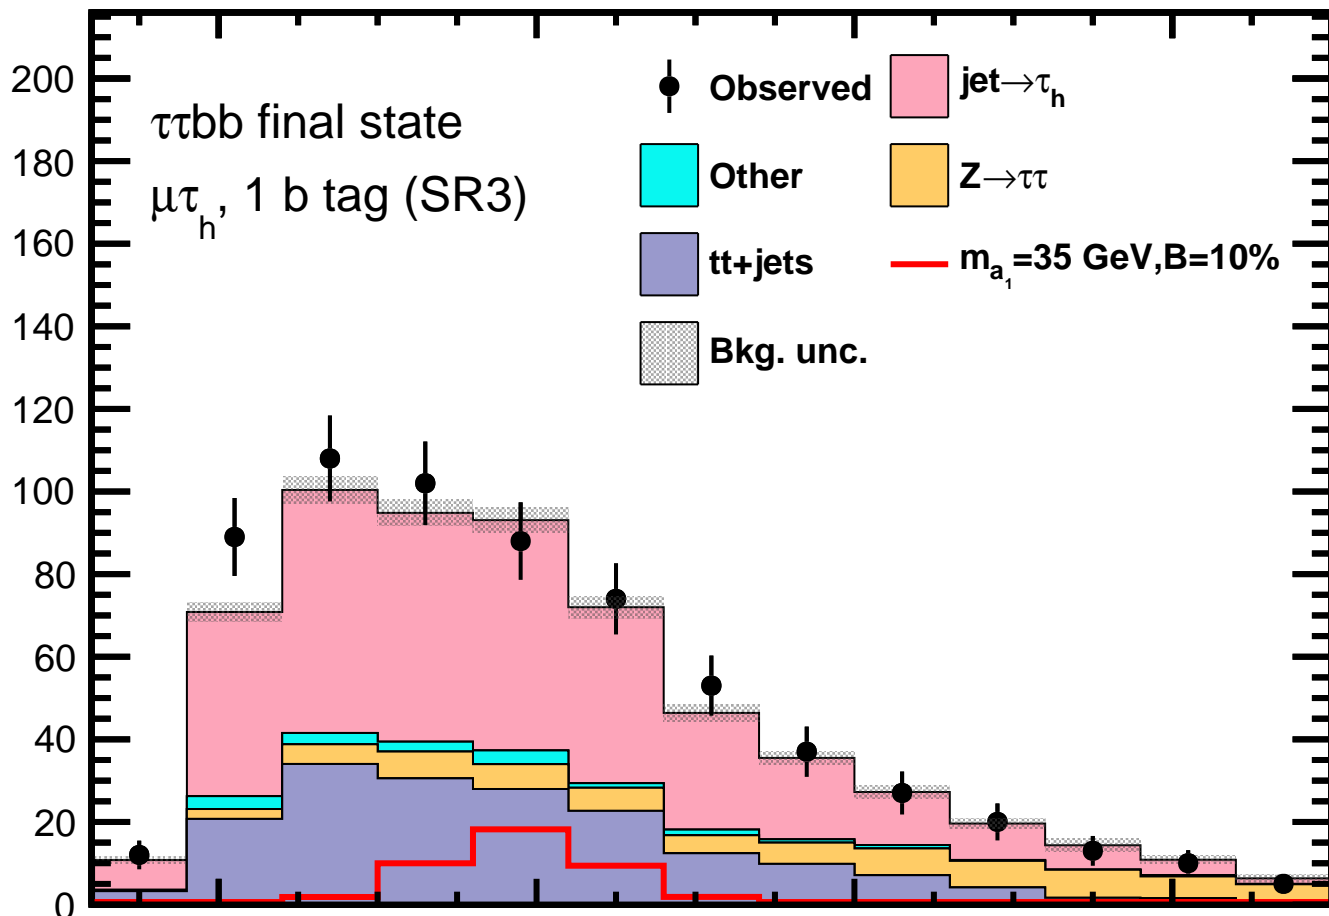 200
180
160
140
120
100
80
60
40
20
0
ττbb final state
μτh, 1 b tag (SR3)
Observed
jet→τh
Other
Z→ττ
tt+jets
ma1=35 GeV,B=10%
Bkg. unc.